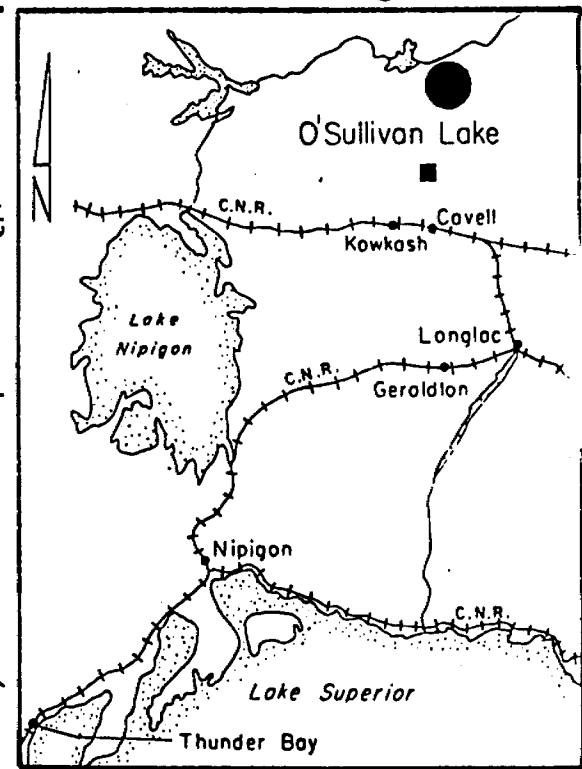 O'Sullivan Lake
N
C.N.R.
Cavell
Kowkash
Lake
Nipigon
Longlac
C.N.R.
Geraldton
Nipigon
C.N.R.
Lake Superior
Thunder Bay